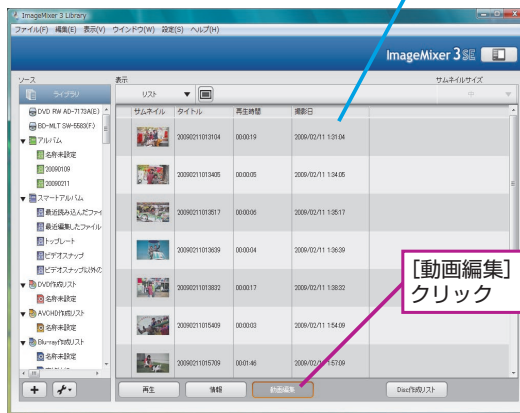 ImageMixer 3 Library
ファイル(F) 編集(E) 表示(V) ウインドウ(W) 設定(S) ヘルプ(H)
ImageMixer 3 SE
ソース 表示 サムネイルサイズ
ライブラリ リスト
サムネイル タイトル 再生時間 撮影日
DVD RW AD-7173A(E:)
BD-MLT SW-5583(F:)
アルバム
名称未設定
20090109
20090211
スマートアルバム
最近読み込んだファイ
最近編集したファイル
トップレート
ビデオスナップ
ビデオスナップ以外の
DVD作成リスト
名称未設定
AVCHD作成リスト
名称未設定
Blu-ray作成リスト
名称未設定
20090211013104 00:00:19 2009/02/11 1:31:04
20090211013405 00:00:05 2009/02/11 1:34:05
20090211013517 00:00:06 2009/02/11 1:35:17
20090211013639 00:00:04 2009/02/11 1:36:39
20090211013832 00:00:17 2009/02/11 1:38:32
20090211015409 00:00:03 2009/02/11 1:54:09
20090211015709 00:01:46 2009/02/11 1:57:09
[動画編集]
クリック
再生 情報 動画編集 Disc作成リスト